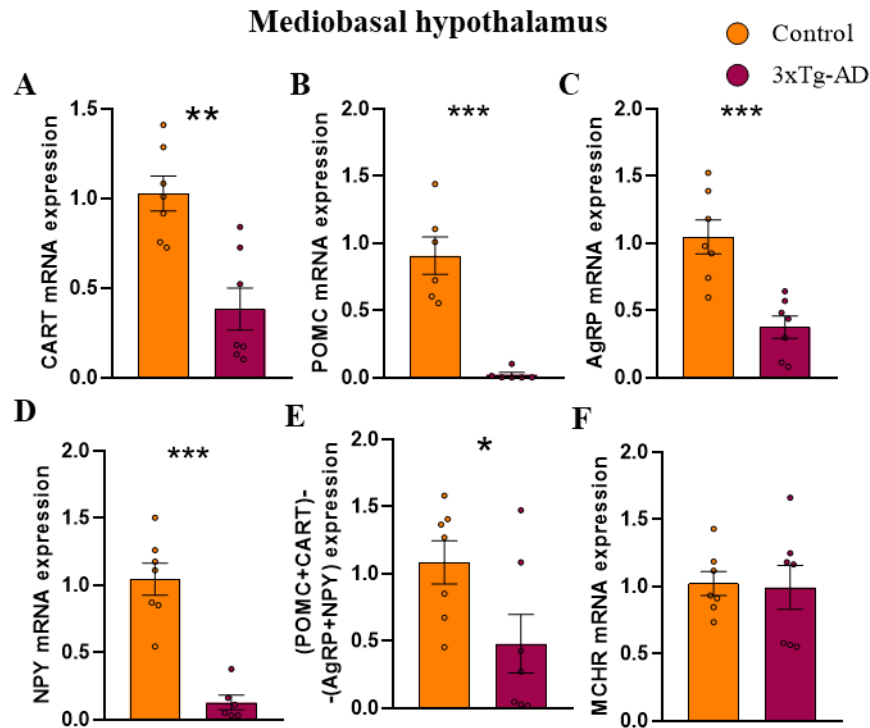 Mediobasal hypothalamus
Control
3xTg-AD
A
**
CART mRNA expression
1.5
1.0
0.5
0.0
B
***
POMC mRNA expression
2.0
1.5
1.0
0.5
0.0
C
***
AgRP mRNA expression
2.0
1.5
1.0
0.5
0.0
D
***
NPY mRNA expression
2.0
1.5
1.0
0.5
0.0
E
*
(POMC+CART)-
-(AgRP+NPY) expression
2.0
1.5
1.0
0.5
0.0
F
MCHR mRNA expression
2.0
1.5
1.0
0.5
0.0